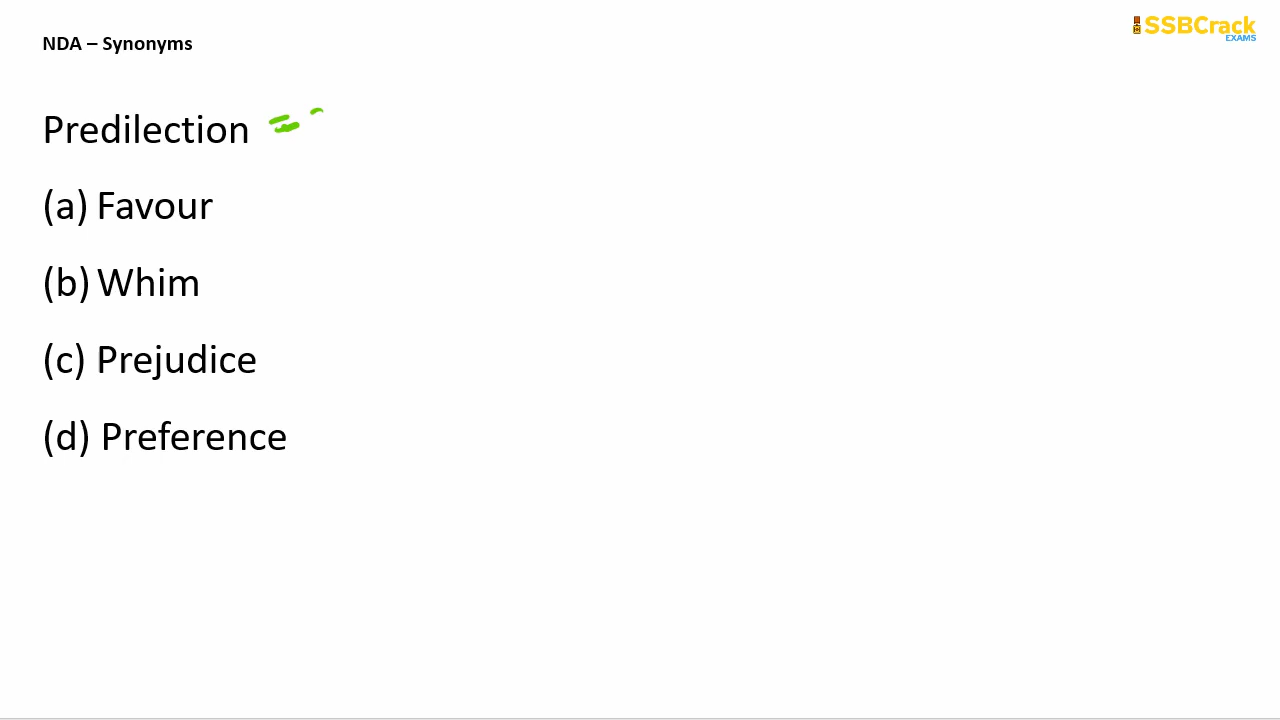 SSBCrack
EXAMS
NDA – Synonyms
Predilection =
(a) Favour
(b) Whim
(c) Prejudice
(d) Preference